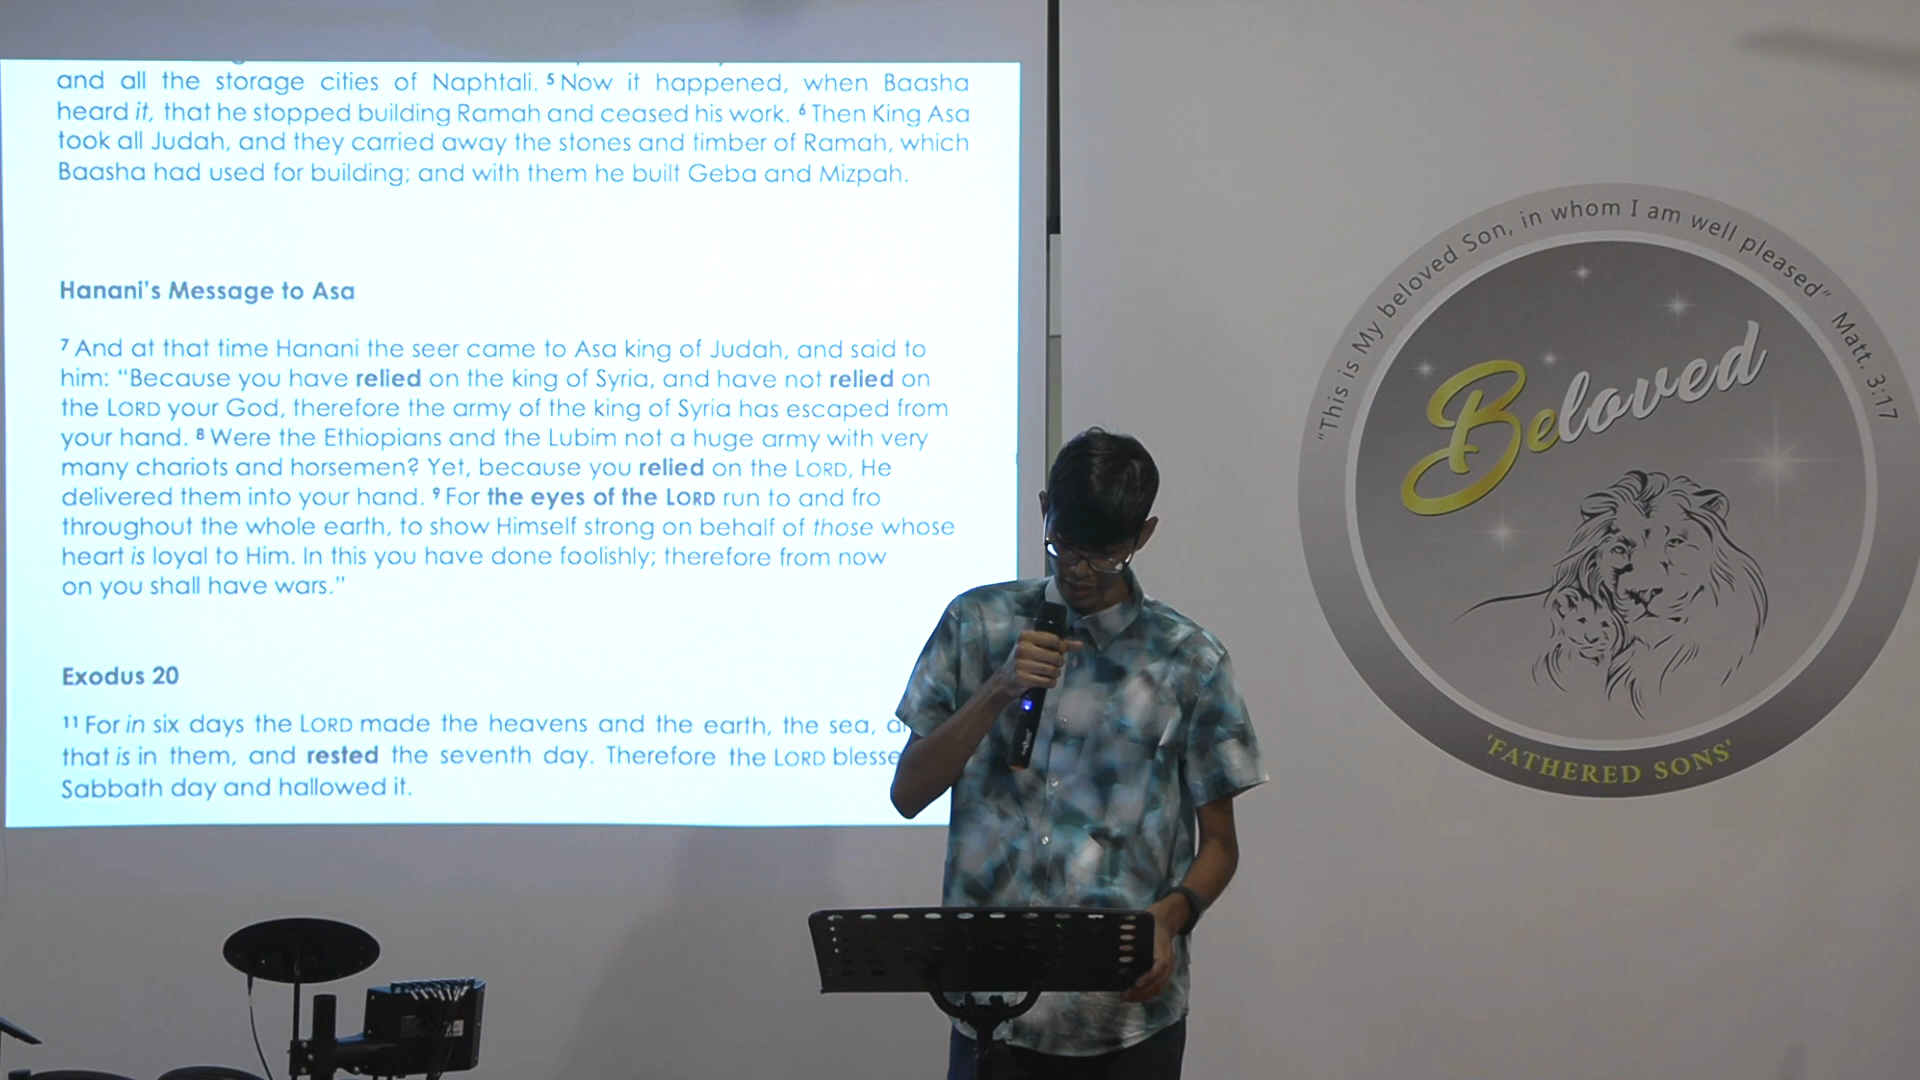 and all the storage cities of Naphtali. 5 Now it happened, when Baasha
heard it, that he stopped building Ramah and ceased his work. 6 Then King Asa
took all Judah, and they carried away the stones and timber of Ramah, which
Baasha had used for building; and with them he built Geba and Mizpah.
Hanani's Message to Asa
7 And at that time Hanani the seer came to Asa king of Judah, and said to
him: "Because you have relied on the king of Syria, and have not relied on
the LORD your God, therefore the army of the king of Syria has escaped from
your hand. 8 Were the Ethiopians and the Lubim not a huge army with very
many chariots and horsemen? Yet, because you relied on the LORD, He
delivered them into your hand. 9 For the eyes of the LORD run to and fro
throughout the whole earth, to show Himself strong on behalf of those whose
heart is loyal to Him. In this you have done foolishly; therefore from now
on you shall have wars."
Exodus 20
11 For in six days the LORD made the heavens and the earth, the sea,
that is in them, and rested the seventh day. Therefore the LORD
Sabbath day and hallowed it.
"This is My beloved Son, in whom I am well pleased" Matt. 3:17
Beloved
'FATHERED SONS'